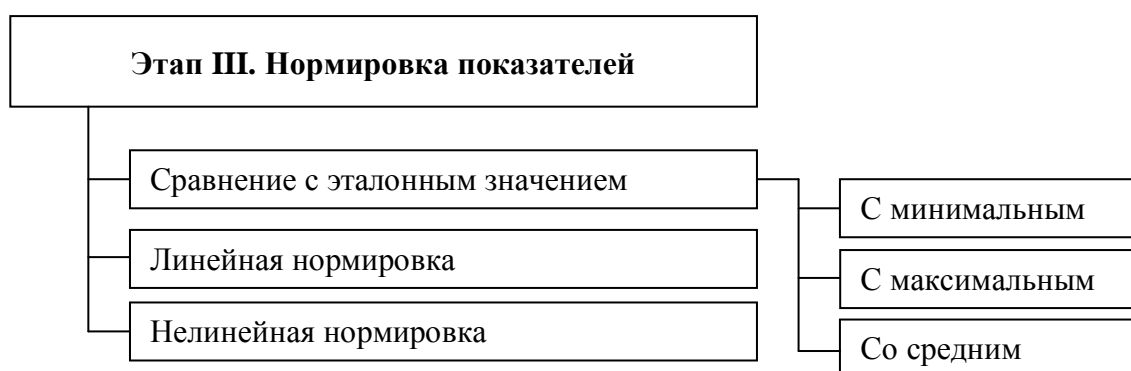 Этап III. Нормировка показателей
Сравнение с эталонным значением
Линейная нормировка
Нелинейная нормировка
С минимальным
С максимальным
Со средним